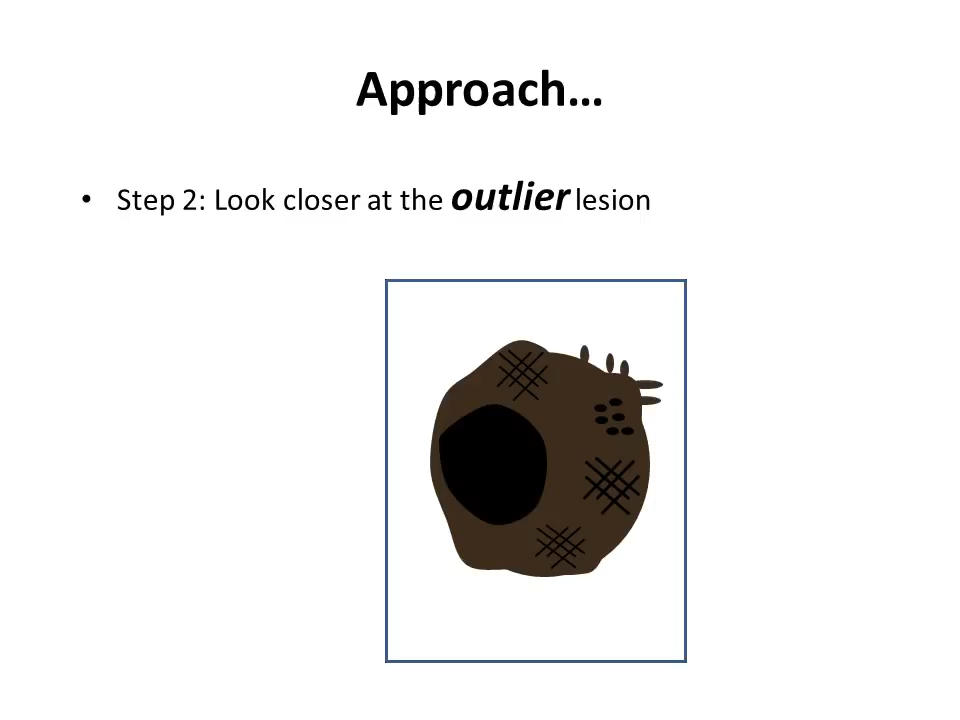 Approach…
• Step 2: Look closer at the outlier lesion